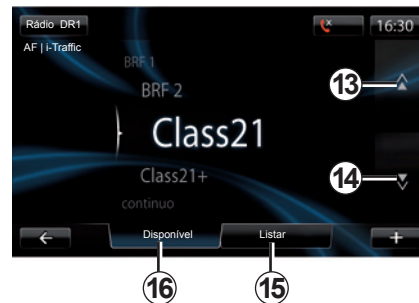 Rádio DR1
16:30
AF | i-Traffic
BRF 1
BRF 2
13
Class21
Class21+
14
continuo
Disponível
Listar
+
16
15